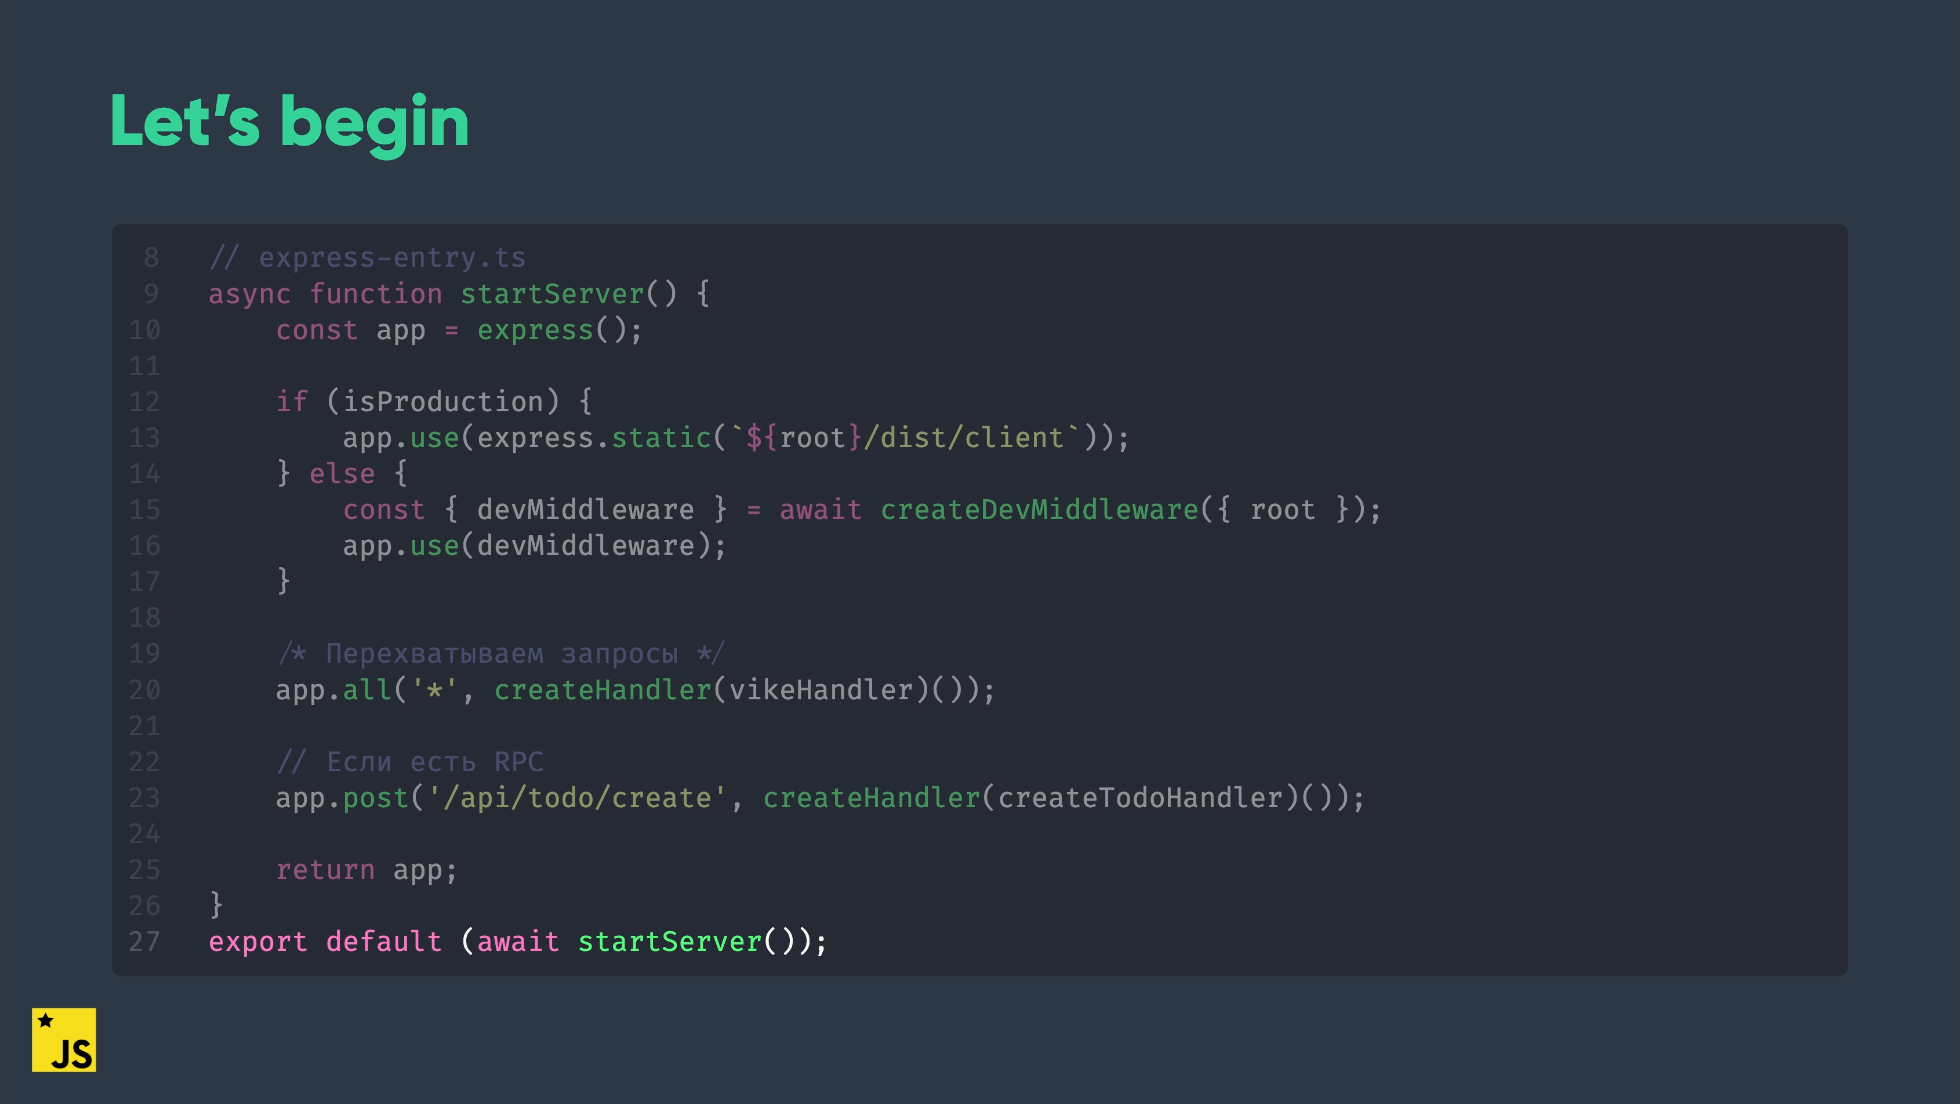 Let's begin
8 // express-entry.ts
9 async function startServer() {
10     const app = express();
11
12     if (isProduction) {
13         app.use(express.static(`${root}/dist/client`));
14     } else {
15         const { devMiddleware } = await createDevMiddleware({ root });
16         app.use(devMiddleware);
17     }
18
19     /* Перехватываем запросы */
20     app.all('*', createHandler(vikeHandler)());
21
22     // Если есть RPC
23     app.post('/api/todo/create', createHandler(createTodoHandler)());
24
25     return app;
26 }
27 export default (await startServer());
JS